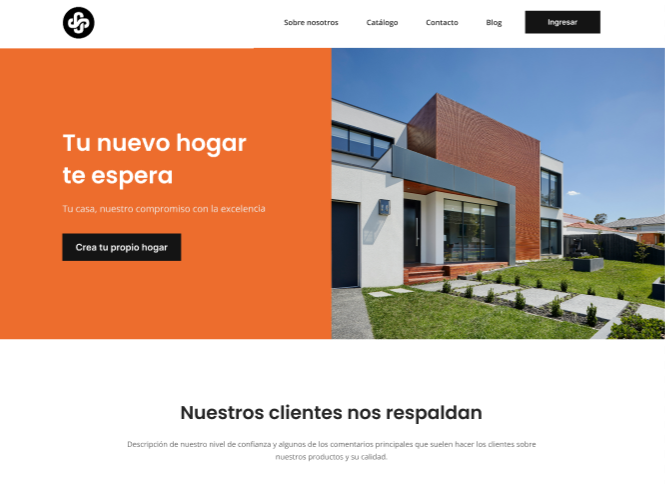 Sobre nosotros
Catálogo
Contacto
Blog
Ingresar
Tu nuevo hogar
te espera
Tu casa, nuestro compromiso con la excelencia
Crea tu propio hogar
Nuestros clientes nos respaldan
Descripción de nuestro nivel de confianza y algunos de los comentarios principales que suelen hacer los clientes sobre
nuestros productos y su calidad.